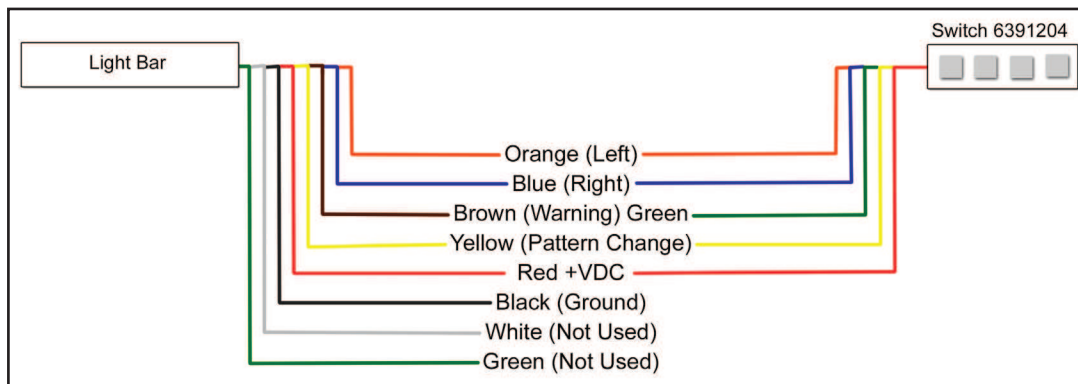 Switch 6391204
Light Bar
Orange (Left)
Blue (Right)
Brown (Warning) Green
Yellow (Pattern Change)
Red +VDC
Black (Ground)
White (Not Used)
Green (Not Used)